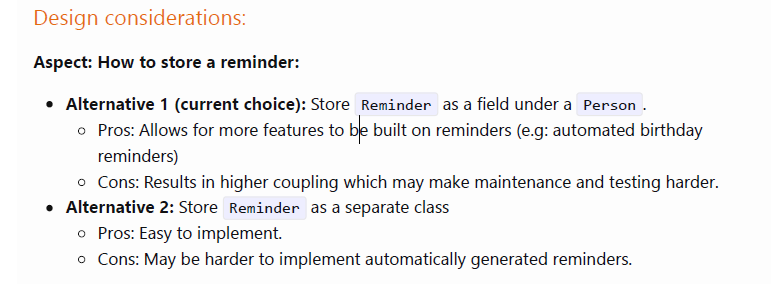 Design considerations:
Aspect: How to store a reminder:
• Alternative 1 (current choice): Store Reminder as a field under a Person .
○ Pros: Allows for more features to be built on reminders (e.g: automated birthday
reminders)
○ Cons: Results in higher coupling which may make maintenance and testing harder.
• Alternative 2: Store Reminder as a separate class
○ Pros: Easy to implement.
○ Cons: May be harder to implement automatically generated reminders.